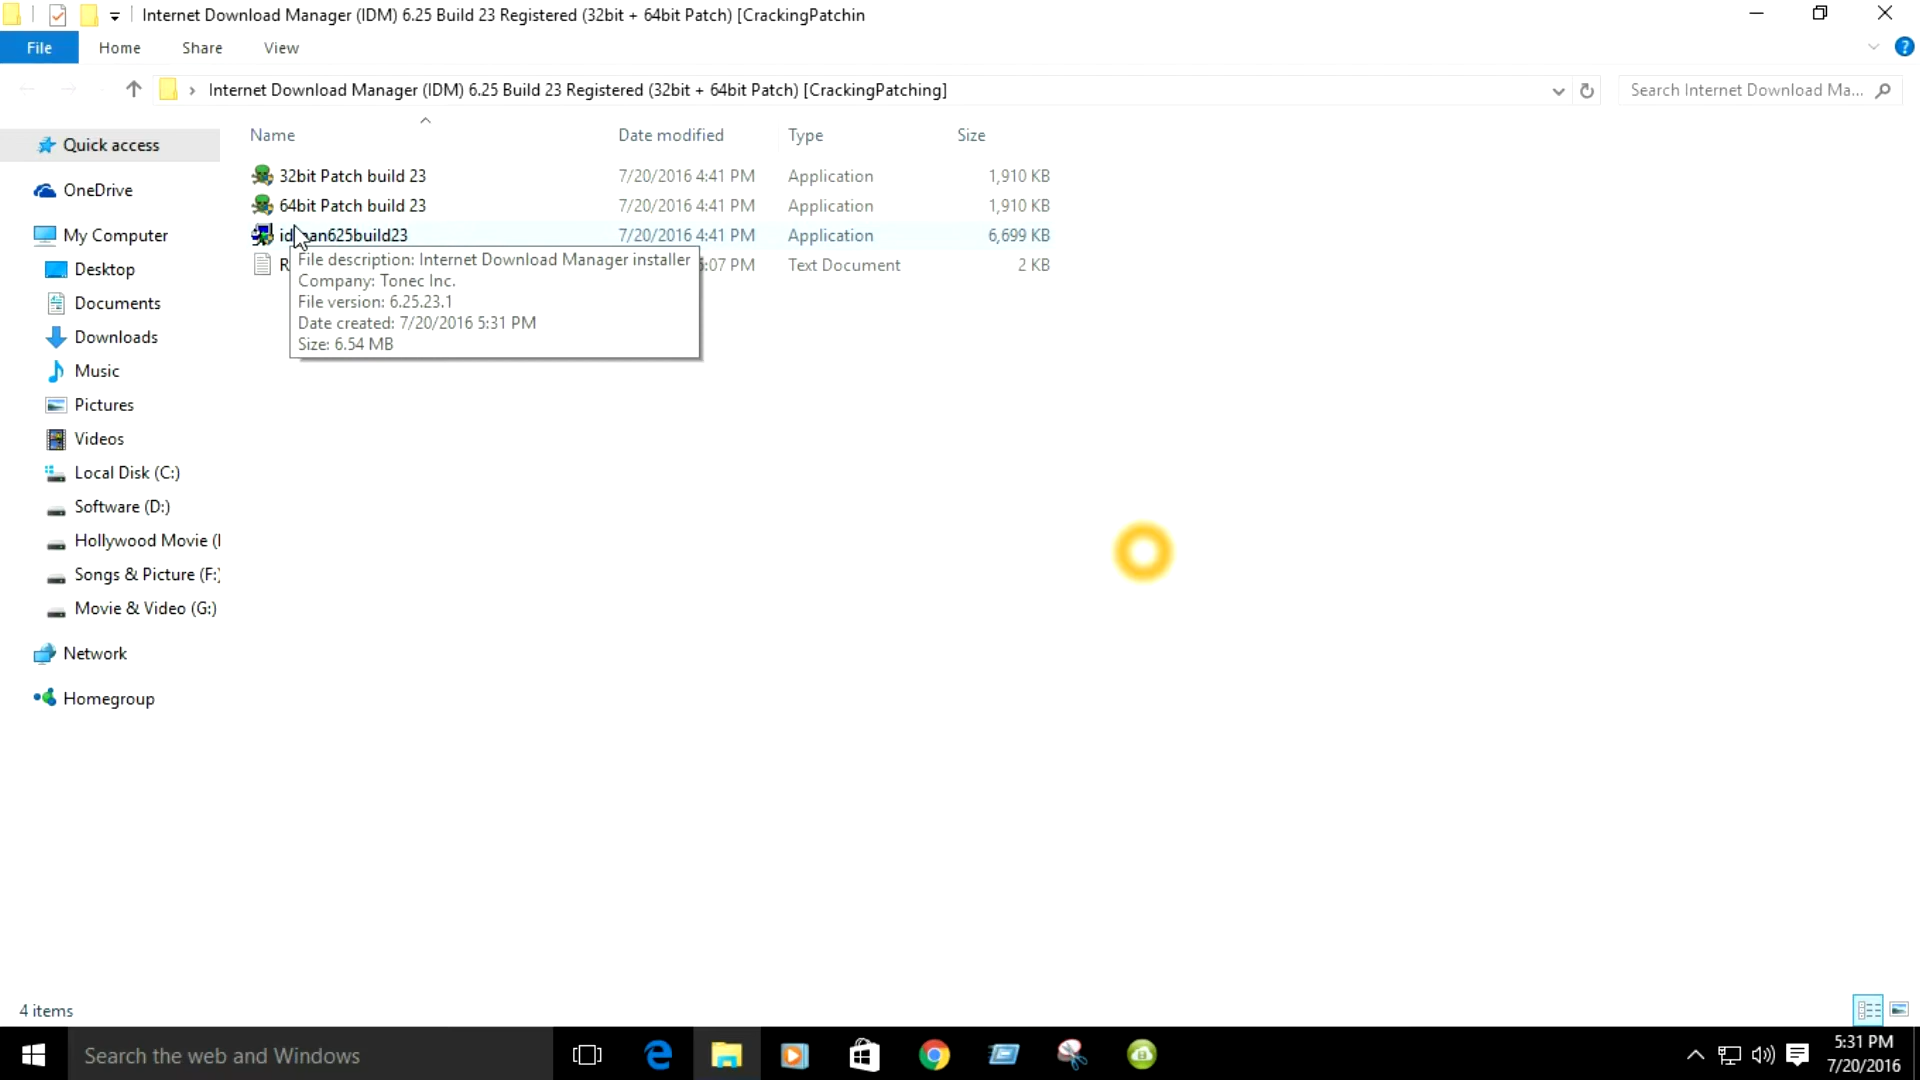 Internet Download Manager (IDM) 6.25 Build 23 Registered (32bit + 64bit Patch) [CrackingPatchin
File Home Share View
Internet Download Manager (IDM) 6.25 Build 23 Registered (32bit + 64bit Patch) [CrackingPatching] Search Internet Download Ma...
Name Date modified Type Size
Quick access
OneDrive
My Computer
Desktop
Documents
Downloads
Music
Pictures
Videos
Local Disk (C:)
Software (D:)
Hollywood Movie (
Songs & Picture (F:
Movie & Video (G:)
Network
Homegroup
32bit Patch build 23 7/20/2016 4:41 PM Application 1,910 KB
64bit Patch build 23 7/20/2016 4:41 PM Application 1,910 KB
7/20/2016 4:41 PM Application 6,699 KB
:07 PM Text Document 2 KB
File description: Internet Download Manager installer
Company: Tonec Inc.
File version: 6.25.23.1
Date created: 7/20/2016 5:31 PM
Size: 6.54 MB
4 items
Search the web and Windows
5:31 PM
7/20/2016